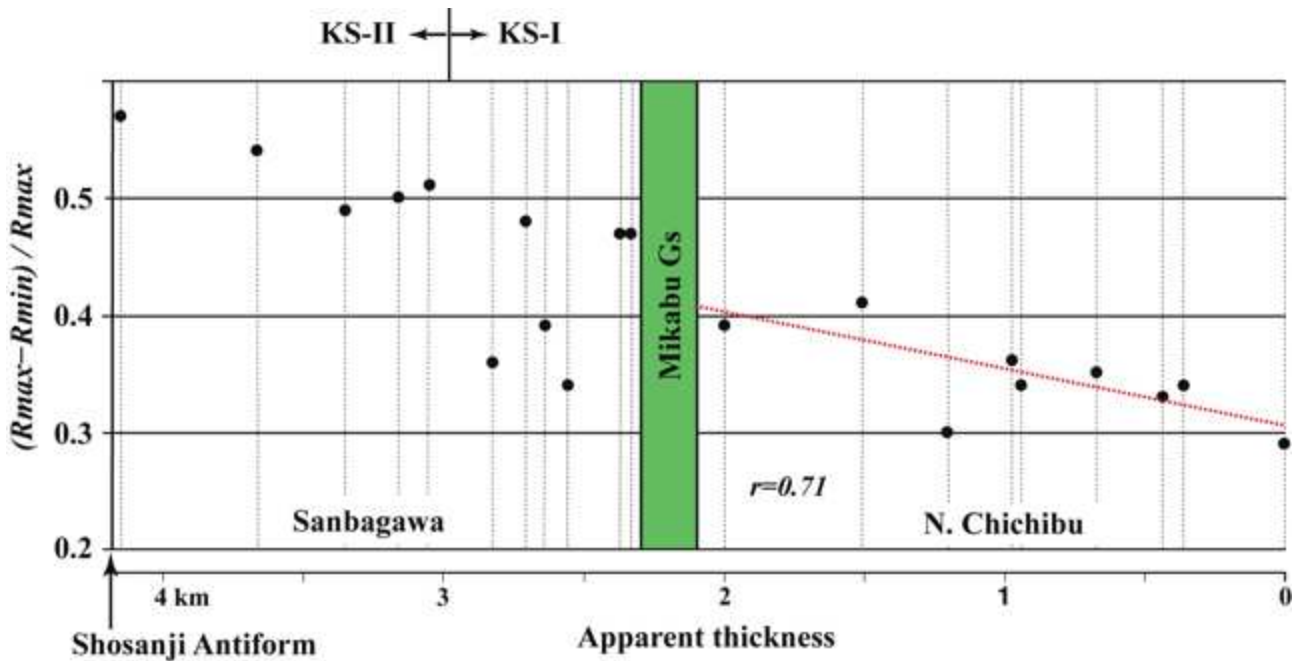 KS-II KS-I
(Rmax–Rmin) / Rmax
0.5
0.4
0.3
0.2
Mikabu Gs
r=0.71
Sanbagawa
N. Chichibu
4 km 3 2 1 0
Shosanji Antiform
Apparent thickness